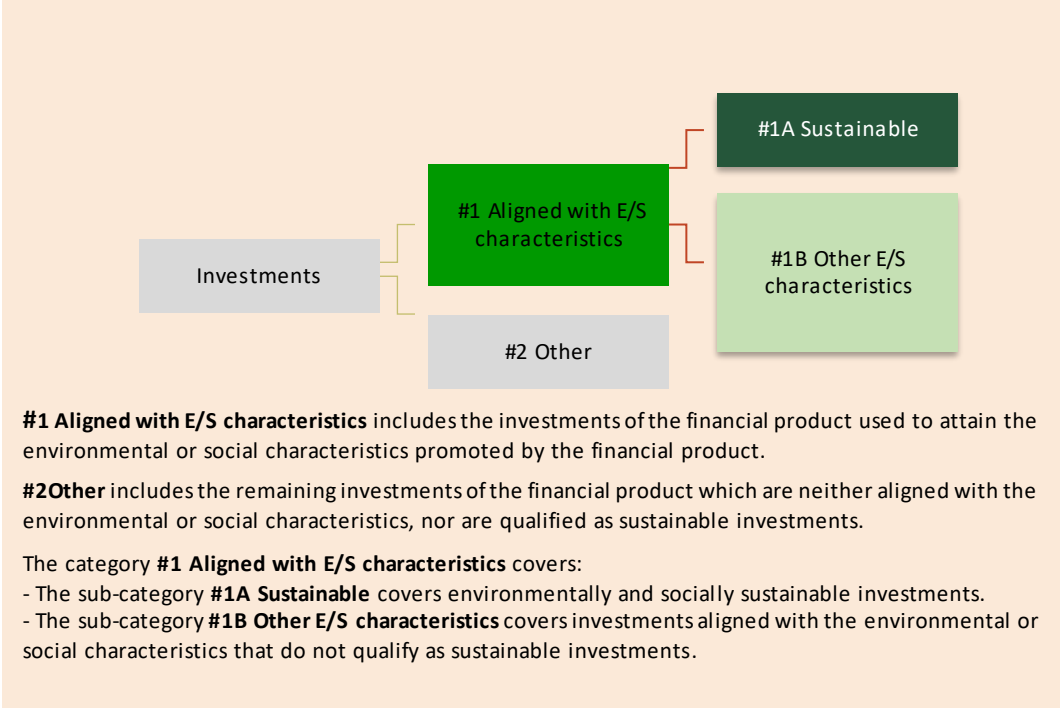 #1A Sustainable
#1 Aligned with E/S
characteristics
Investments
#1B Other E/S
characteristics
#2 Other
#1 Aligned with E/S characteristics includes the investments of the financial product used to attain the
environmental or social characteristics promoted by the financial product.
#2Other includes the remaining investments of the financial product which are neither aligned with the
environmental or social characteristics, nor are qualified as sustainable investments.
The category #1 Aligned with E/S characteristics covers:
- The sub-category #1A Sustainable covers environmentally and socially sustainable investments.
- The sub-category #1B Other E/S characteristics covers investments aligned with the environmental or
social characteristics that do not qualify as sustainable investments.